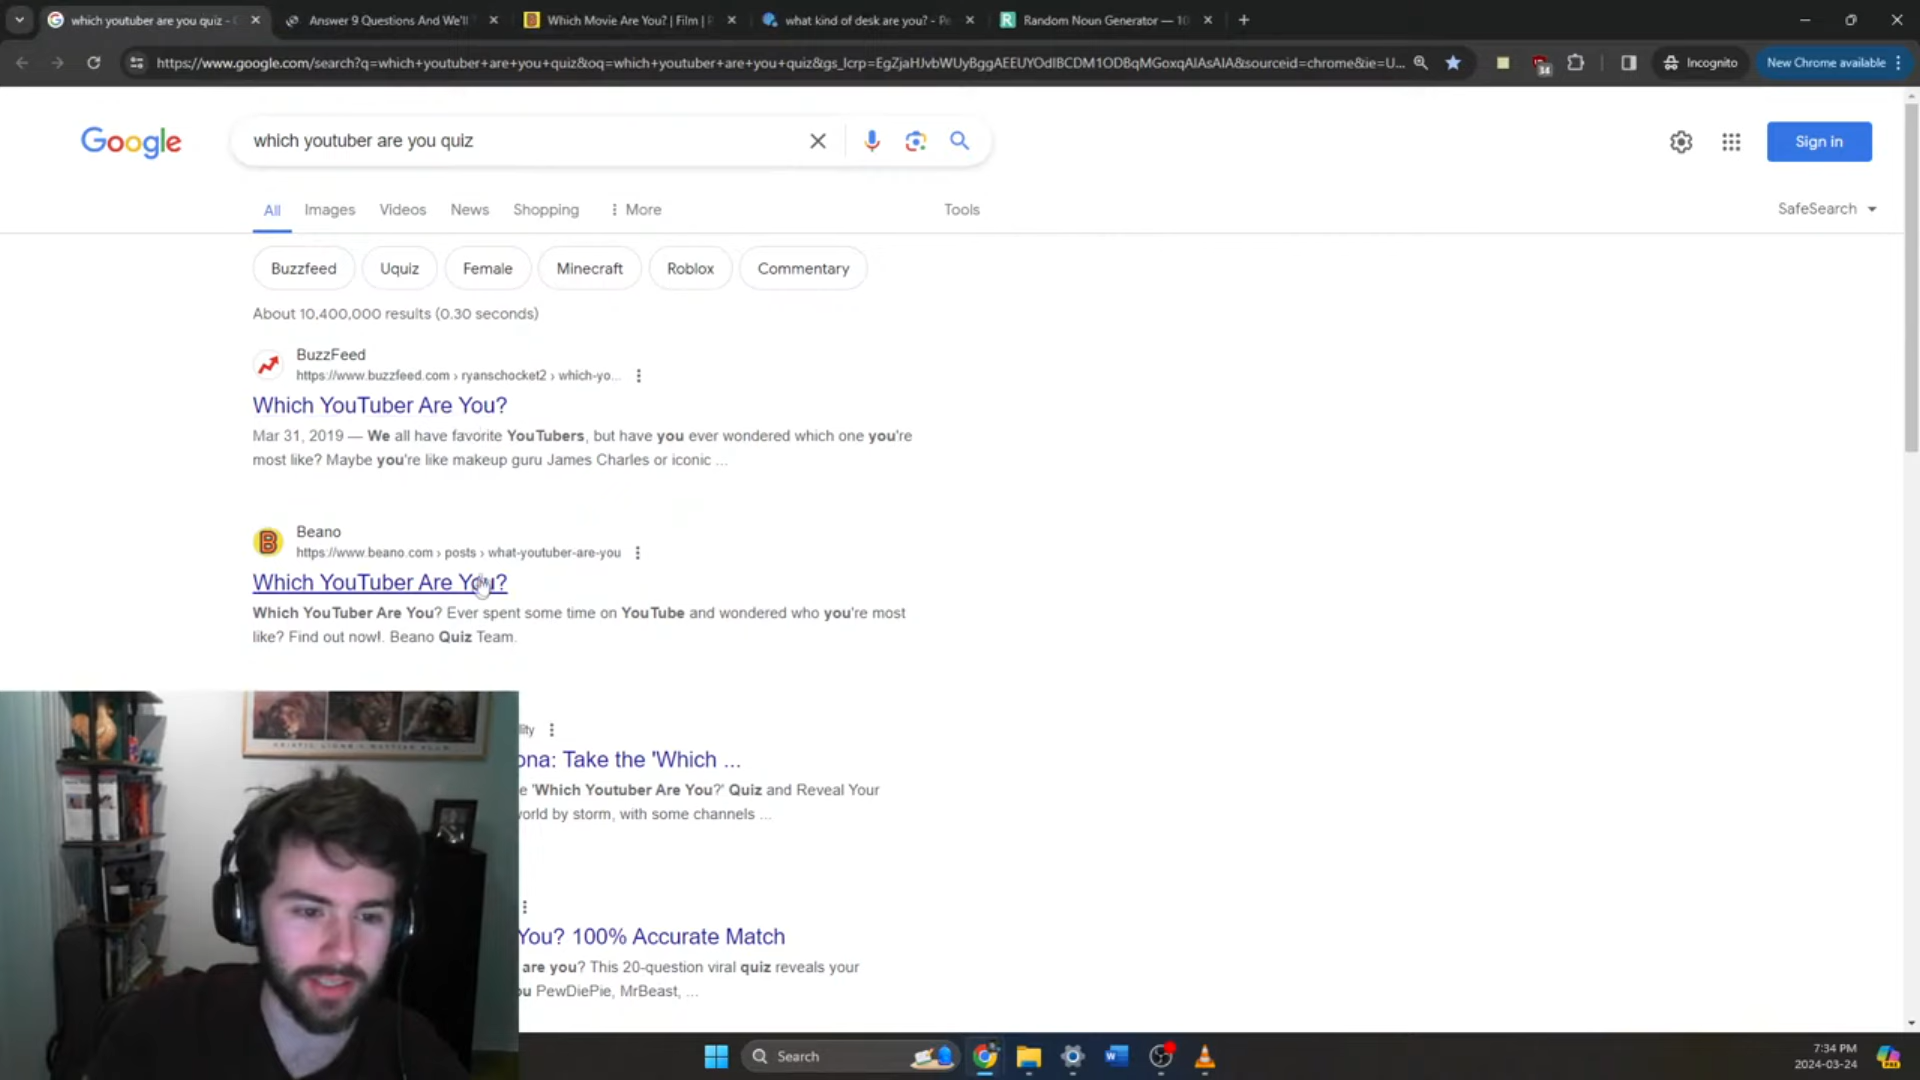 which youtuber are you quiz - G
Answer 9 Questions And We'll
Which Movie Are You? | Film |
what kind of desk are you? - Pe
Random Noun Generator — 10
https://www.google.com/search?q=which+youtuber+are+you+quiz&oq=which+youtuber+are+you+quiz&gs_lcrp=EgZjaHJvbWUyBggAEEUYOdIBCDM1ODBqMGoxqAIAsAIA&sourceid=chrome&ie=U...
Incognito
New Chrome available
Google
which youtuber are you quiz
Sign in
All Images Videos News Shopping More
Tools
SafeSearch
Buzzfeed Uquiz Female Minecraft Roblox Commentary
About 10,400,000 results (0.30 seconds)
BuzzFeed
https://www.buzzfeed.com › ryanschocket2 › which-yo...
Which YouTuber Are You?
Mar 31, 2019 — We all have favorite YouTubers, but have you ever wondered which one you're
most like? Maybe you're like makeup guru James Charles or iconic ...
Beano
https://www.beano.com › posts › what-youtuber-are-you
Which YouTuber Are You?
Which YouTuber Are You? Ever spent some time on YouTube and wondered who you're most
like? Find out now!. Beano Quiz Team.
lity
ona: Take the 'Which ...
e 'Which Youtuber Are You?' Quiz and Reveal Your
vorld by storm, with some channels ...
You? 100% Accurate Match
are you? This 20-question viral quiz reveals your
ou PewDiePie, MrBeast, ...
Search
7:34 PM
2024-03-24